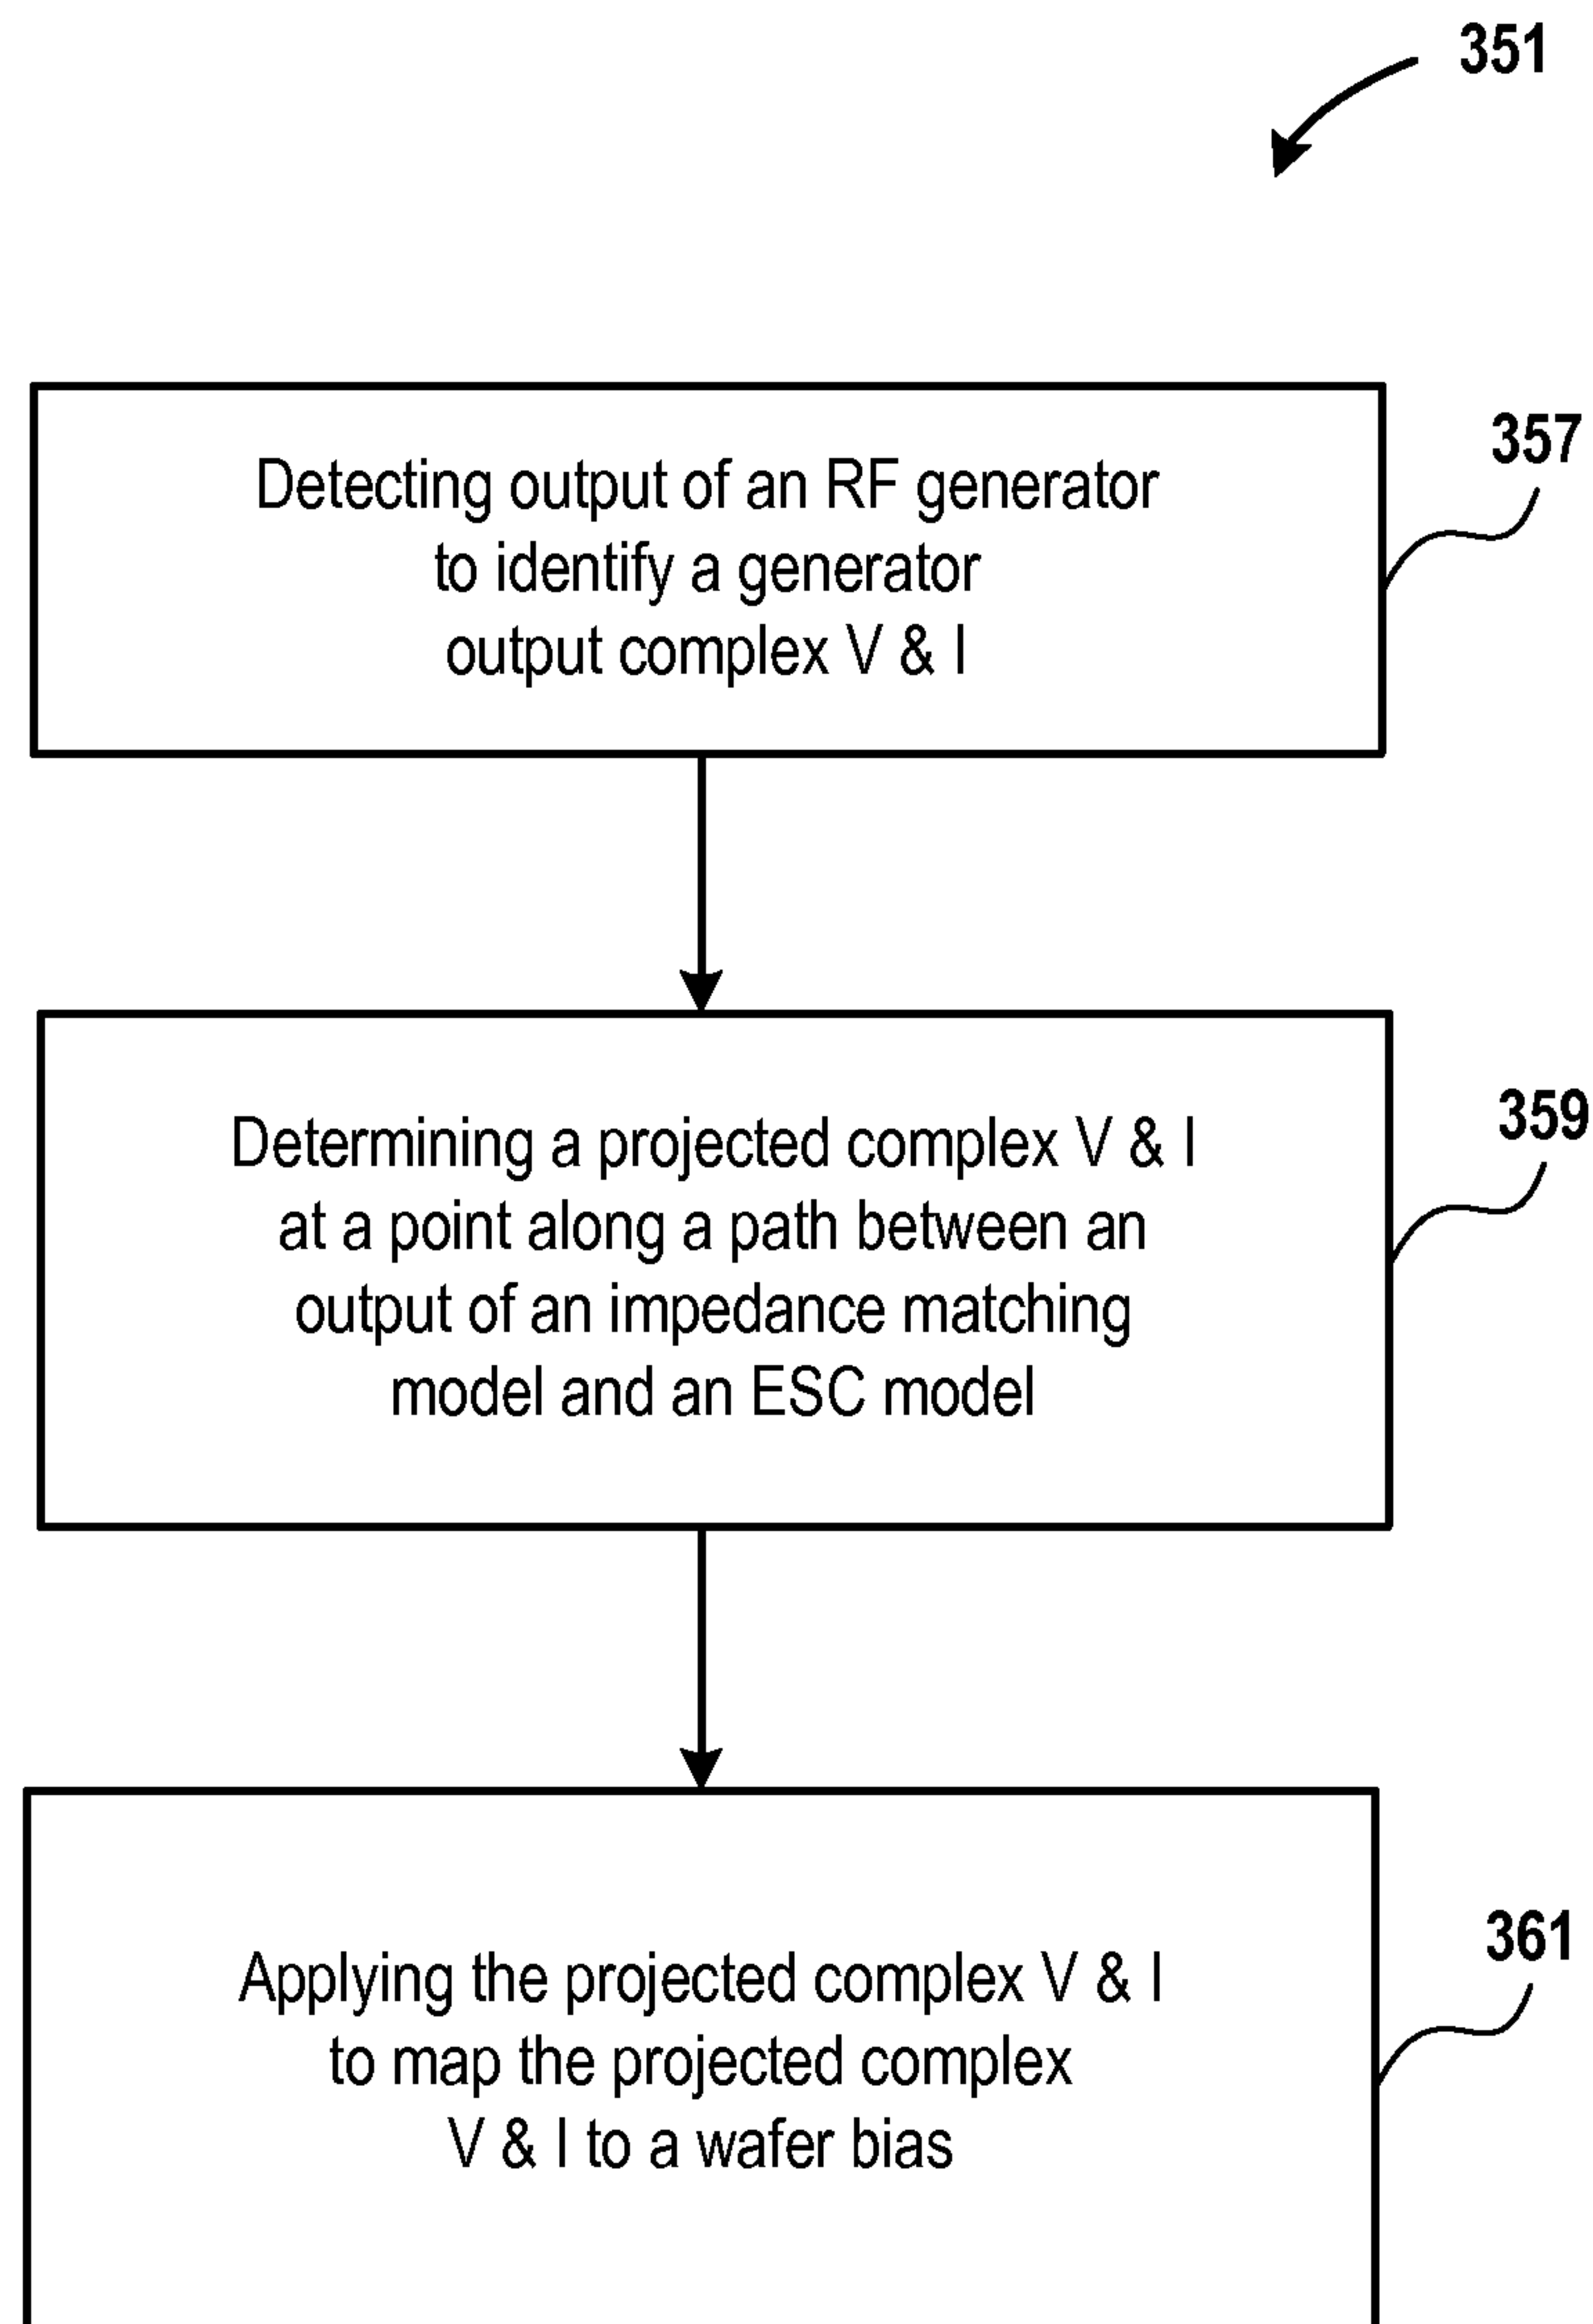 351
357
Detecting output of an RF generator
to identify a generator
output complex V & I
359
Determining a projected complex V & I
at a point along a path between an
output of an impedance matching
model and an ESC model
361
Applying the projected complex V & I
to map the projected complex
V & I to a wafer bias